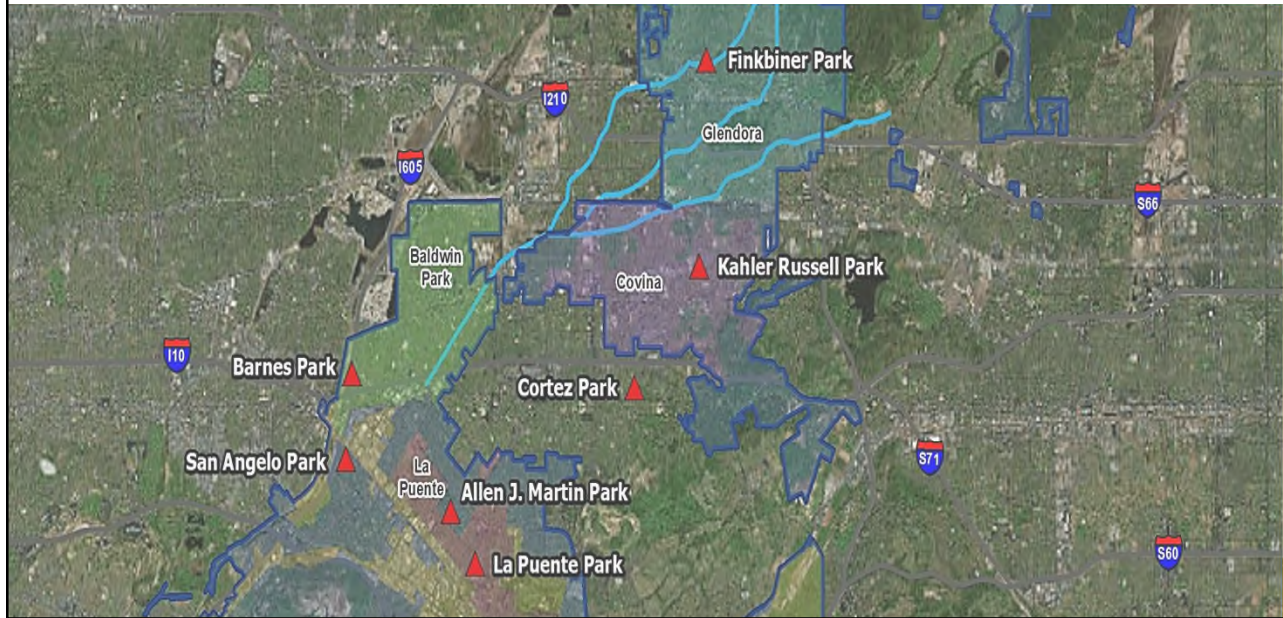 Finkbiner Park
I210
Glendora
I605
S66
Baldwin
Park
Kahler Russell Park
Covina
I10
Barnes Park
Cortez Park
San Angelo Park
S71
La
Puente
Allen J. Martin Park
La Puente Park
S60